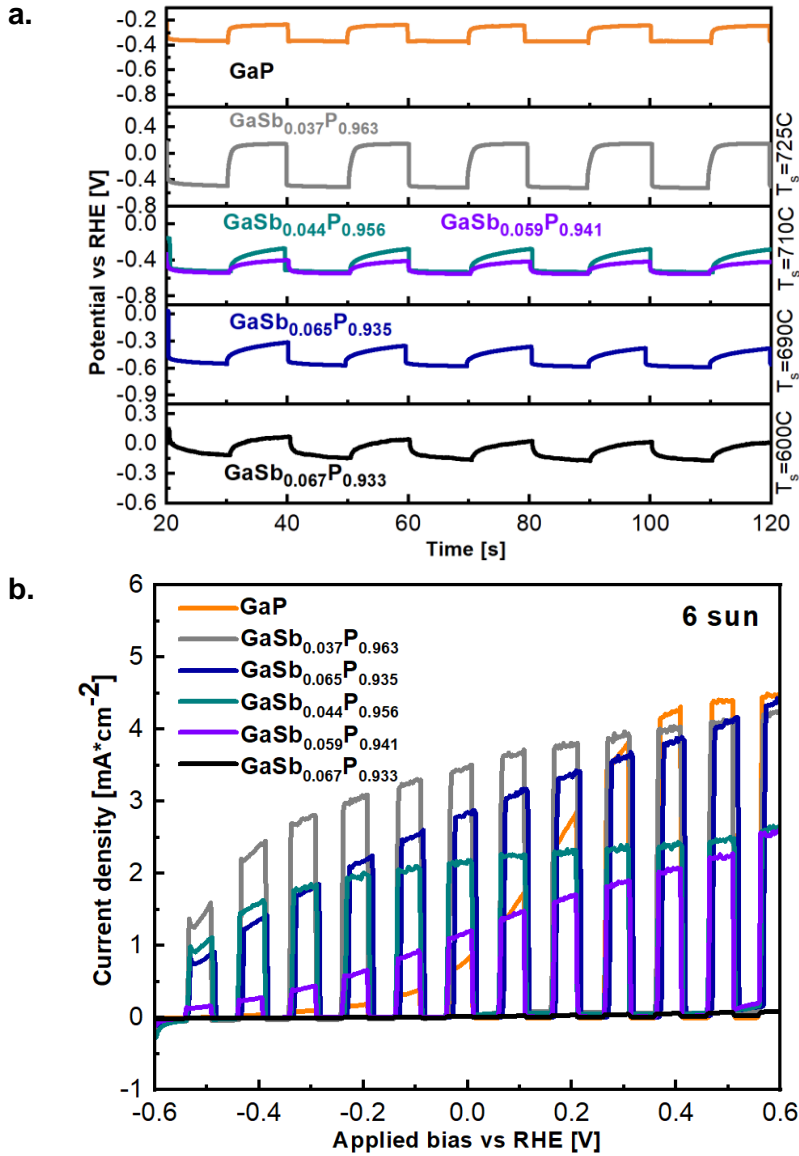 a.
Potential vs RHE [V]
-0.2
-0.4
-0.6
-0.8
GaP
0.4
0.0
-0.4
-0.8
GaSb0.037P0.963
Ts=725C
0.0
-0.4
-0.8
GaSb0.044P0.956 GaSb0.059P0.941
Ts=710C
0.0
-0.3
-0.6
-0.9
GaSb0.065P0.935
Ts=690C
0.3
0.0
-0.3
-0.6
GaSb0.067P0.933
Ts=600C
20 40 60 80 100 120
Time [s]
b.
Current density [mA*cm-2]
6
5
4
3
2
1
0
-1
GaP
GaSb0.037P0.963
GaSb0.065P0.935
GaSb0.044P0.956
GaSb0.059P0.941
GaSb0.067P0.933
6 sun
-0.6 -0.4 -0.2 0.0 0.2 0.4 0.6
Applied bias vs RHE [V]